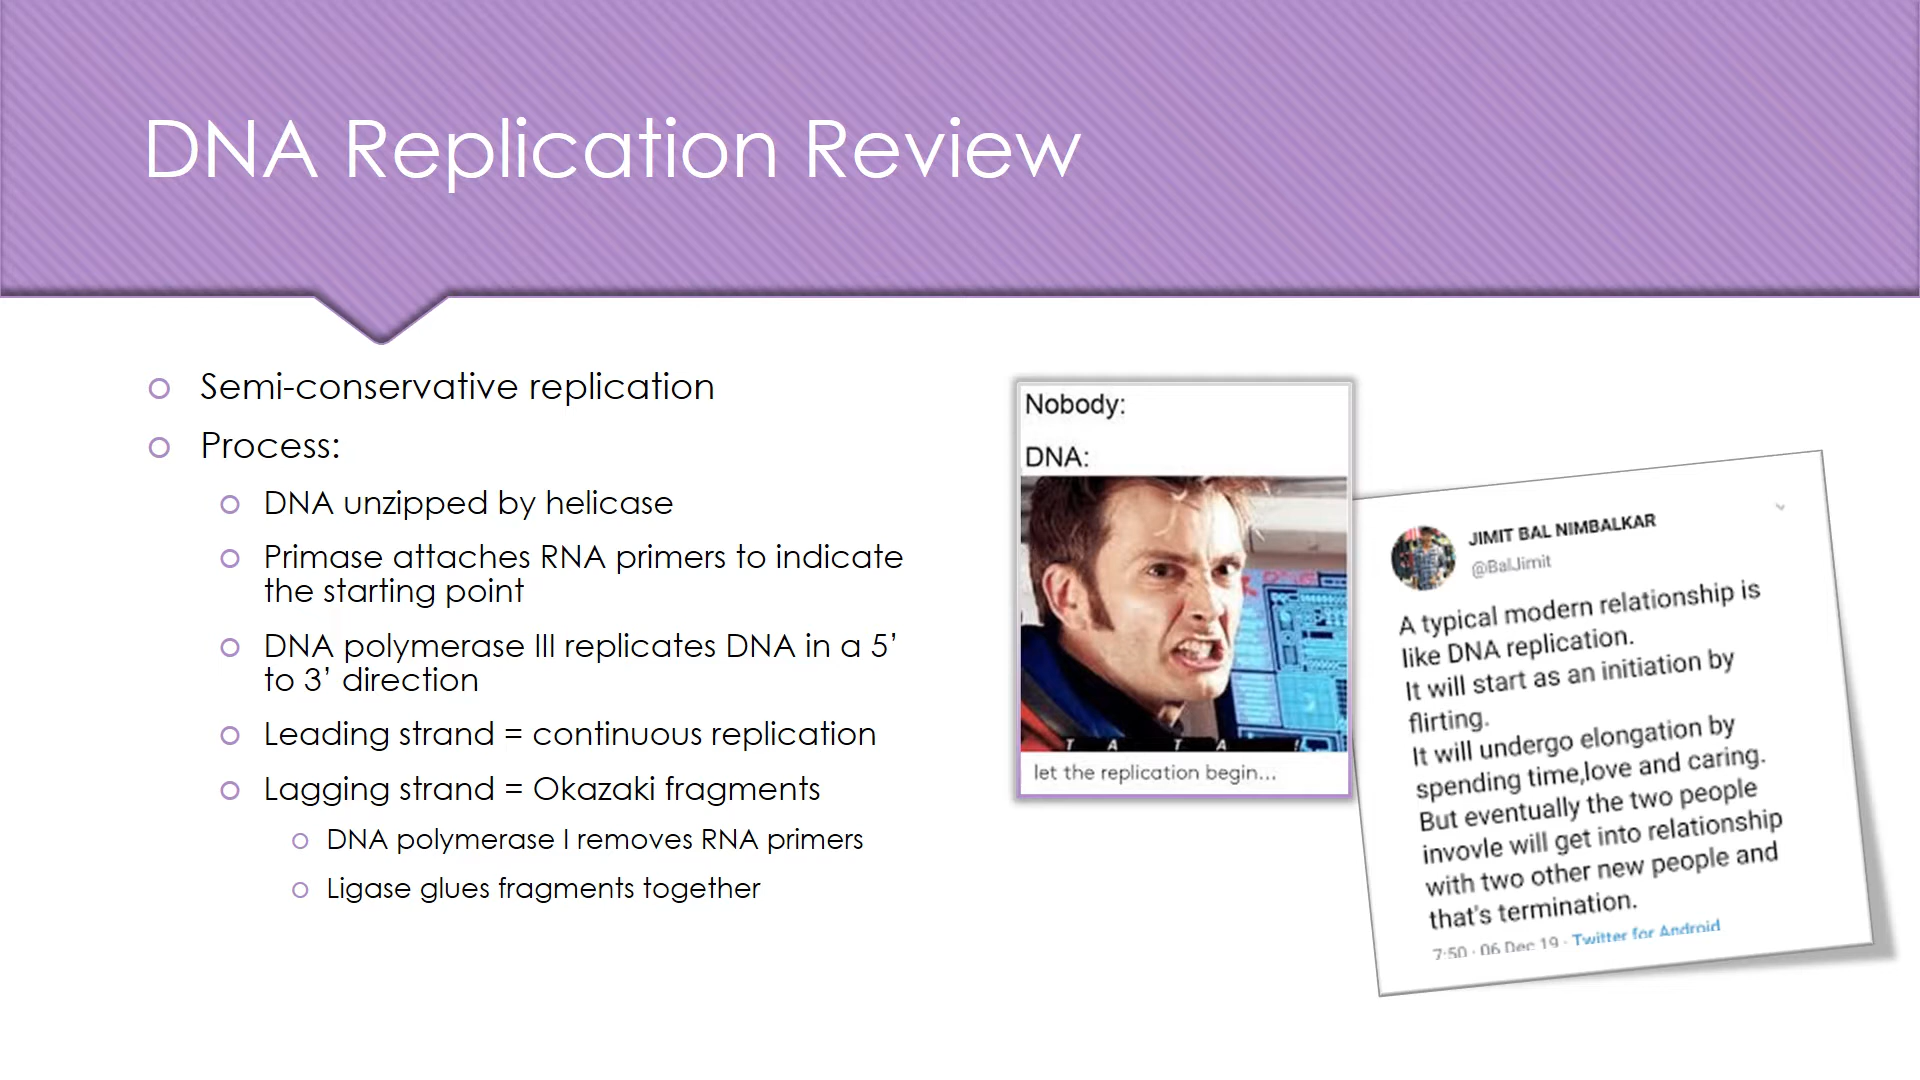 DNA Replication Review
Semi-conservative replication
Process:
DNA unzipped by helicase
Primase attaches RNA primers to indicate
the starting point
DNA polymerase III replicates DNA in a 5’
to 3’ direction
Leading strand = continuous replication
Lagging strand = Okazaki fragments
DNA polymerase I removes RNA primers
Ligase glues fragments together
Nobody:
DNA:
T A T A !
let the replication begin...
JIMIT BAL NIMBALKAR
@BalJimit
A typical modern relationship is
like DNA replication.
It will start as an initiation by
flirting.
It will undergo elongation by
spending time,love and caring.
But eventually the two people
invovle will get into relationship
with two other new people and
that's termination.
7:50 · 06 Dec 19 · Twitter for Android